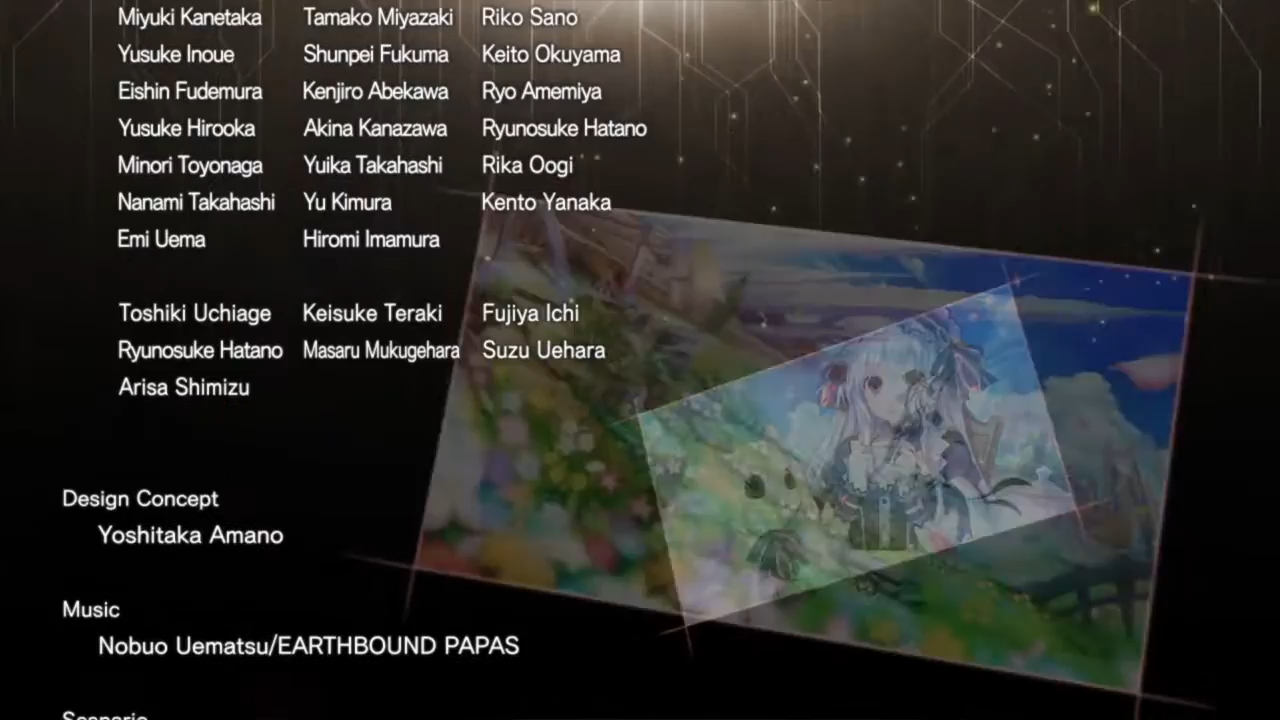 Miyuki Kanetaka Tamako Miyazaki Riko Sano
Yusuke Inoue Shunpei Fukuma Keito Okuyama
Eishin Fudemura Kenjiro Abekawa Ryo Amemiya
Yusuke Hirooka Akina Kanazawa Ryunosuke Hatano
Minori Toyonaga Yuika Takahashi Rika Oogi
Nanami Takahashi Yu Kimura Kento Yanaka
Emi Uema Hiromi Imamura
Toshiki Uchiage Keisuke Teraki Fujiya Ichi
Ryunosuke Hatano Masaru Mukugehara Suzu Uehara
Arisa Shimizu
Design Concept
Yoshitaka Amano
Music
Nobuo Uematsu/EARTHBOUND PAPAS
Scenario